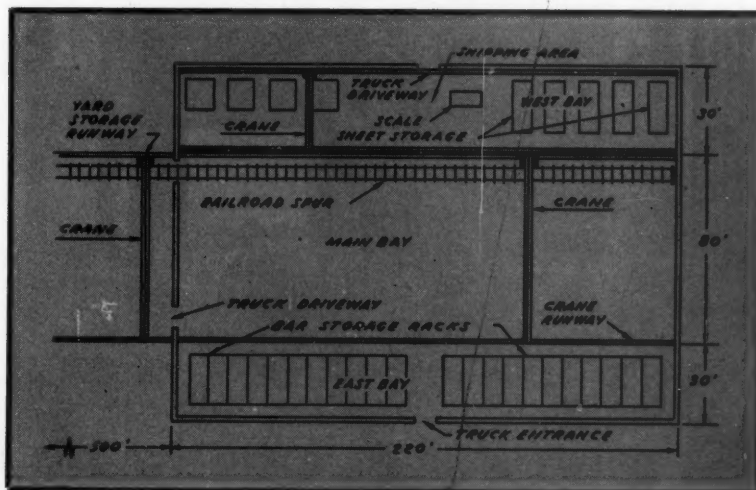 SHIPPING AREA
TRUCK
DRIVEWAY
YARD
STORAGE
RUNWAY
WEST BAY
CRANE
SCALE
SHEET STORAGE
30'
RAILROAD SPUR
CRANE
CRANE
MAIN BAY
80'
TRUCK DRIVEWAY
CRANE
RUNWAY
BAR STORAGE RACKS
EAST BAY
30'
TRUCK ENTRANCE
220'